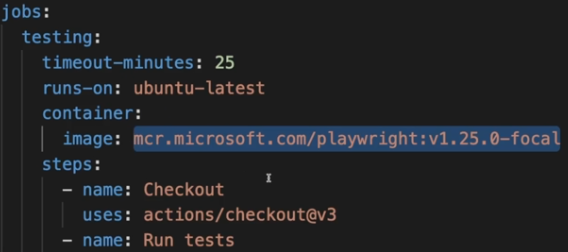 jobs:
testing:
timeout-minutes: 25
runs-on: ubuntu-latest
container:
image: mcr.microsoft.com/playwright:v1.25.0-focal
steps:
- name: Checkout
uses: actions/checkout@v3
- name: Run tests